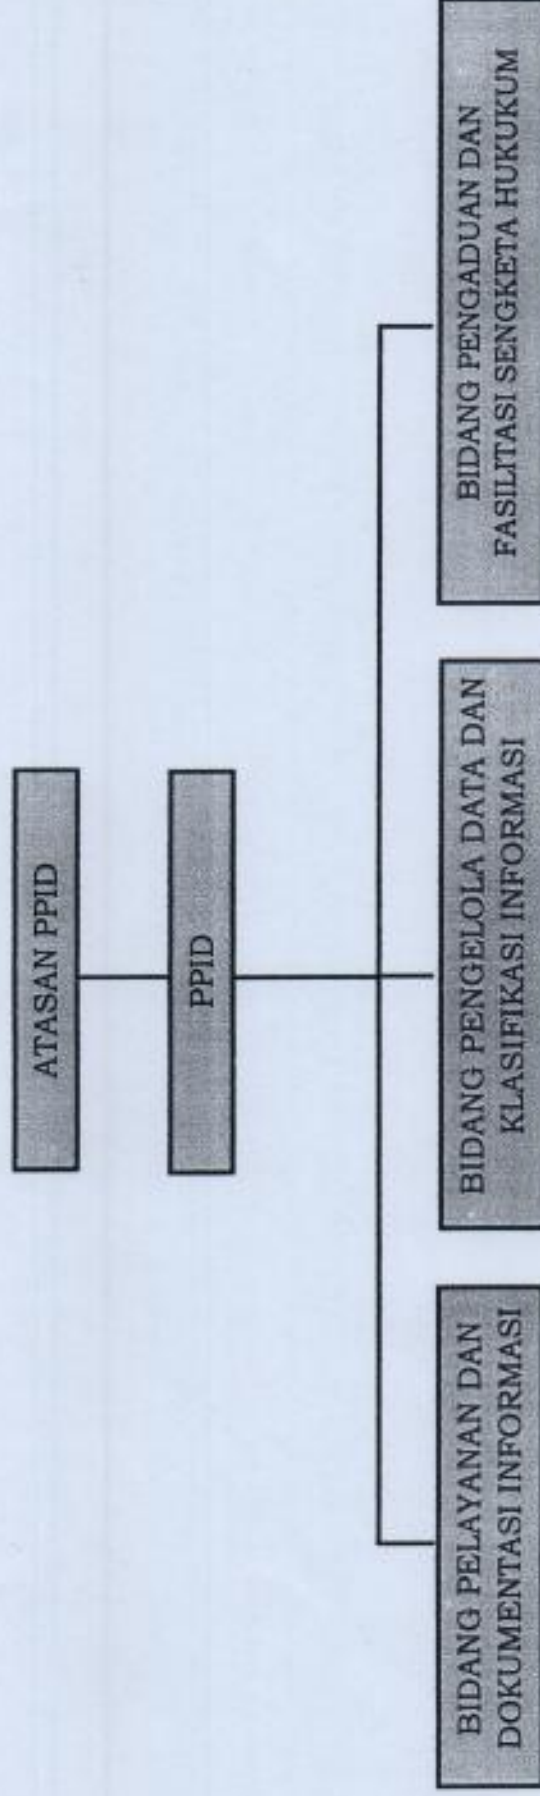 ATASAN PPID
PPID
BIDANG PELAYANAN DAN
DOKUMENTASI INFORMASI
BIDANG PENGELOLA DATA DAN
KLASIFIKASI INFORMASI
BIDANG PENGADUAN DAN
FASILITASI SENGKETA HUKUKUM